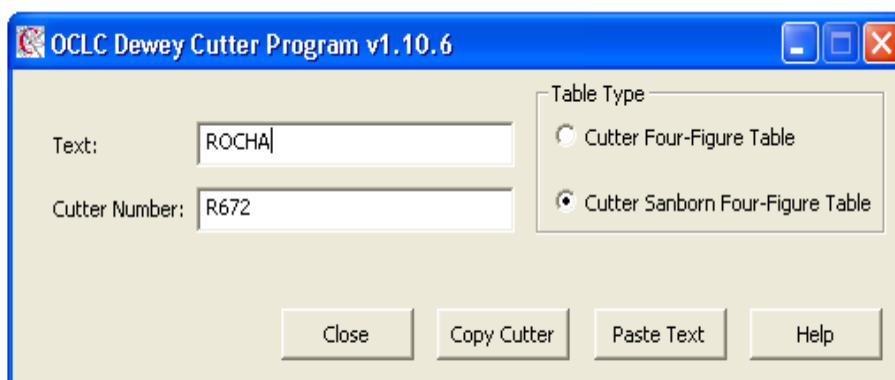 OCLC Dewey Cutter Program v1.10.6
Table Type
Text:
ROCHA
Cutter Four-Figure Table
Cutter Number:
R672
Cutter Sanborn Four-Figure Table
Close
Copy Cutter
Paste Text
Help